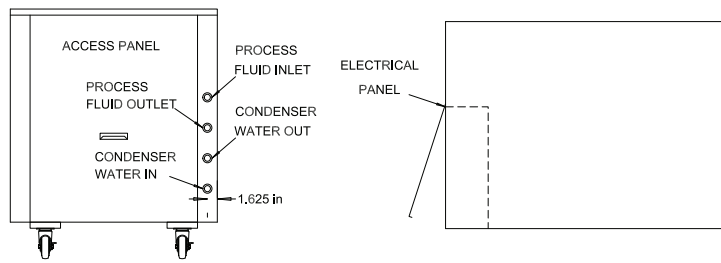 ACCESS PANEL
PROCESS
FLUID INLET
PROCESS
FLUID OUTLET
CONDENSER
WATER OUT
CONDENSER
WATER IN
1.625 in
ELECTRICAL
PANEL